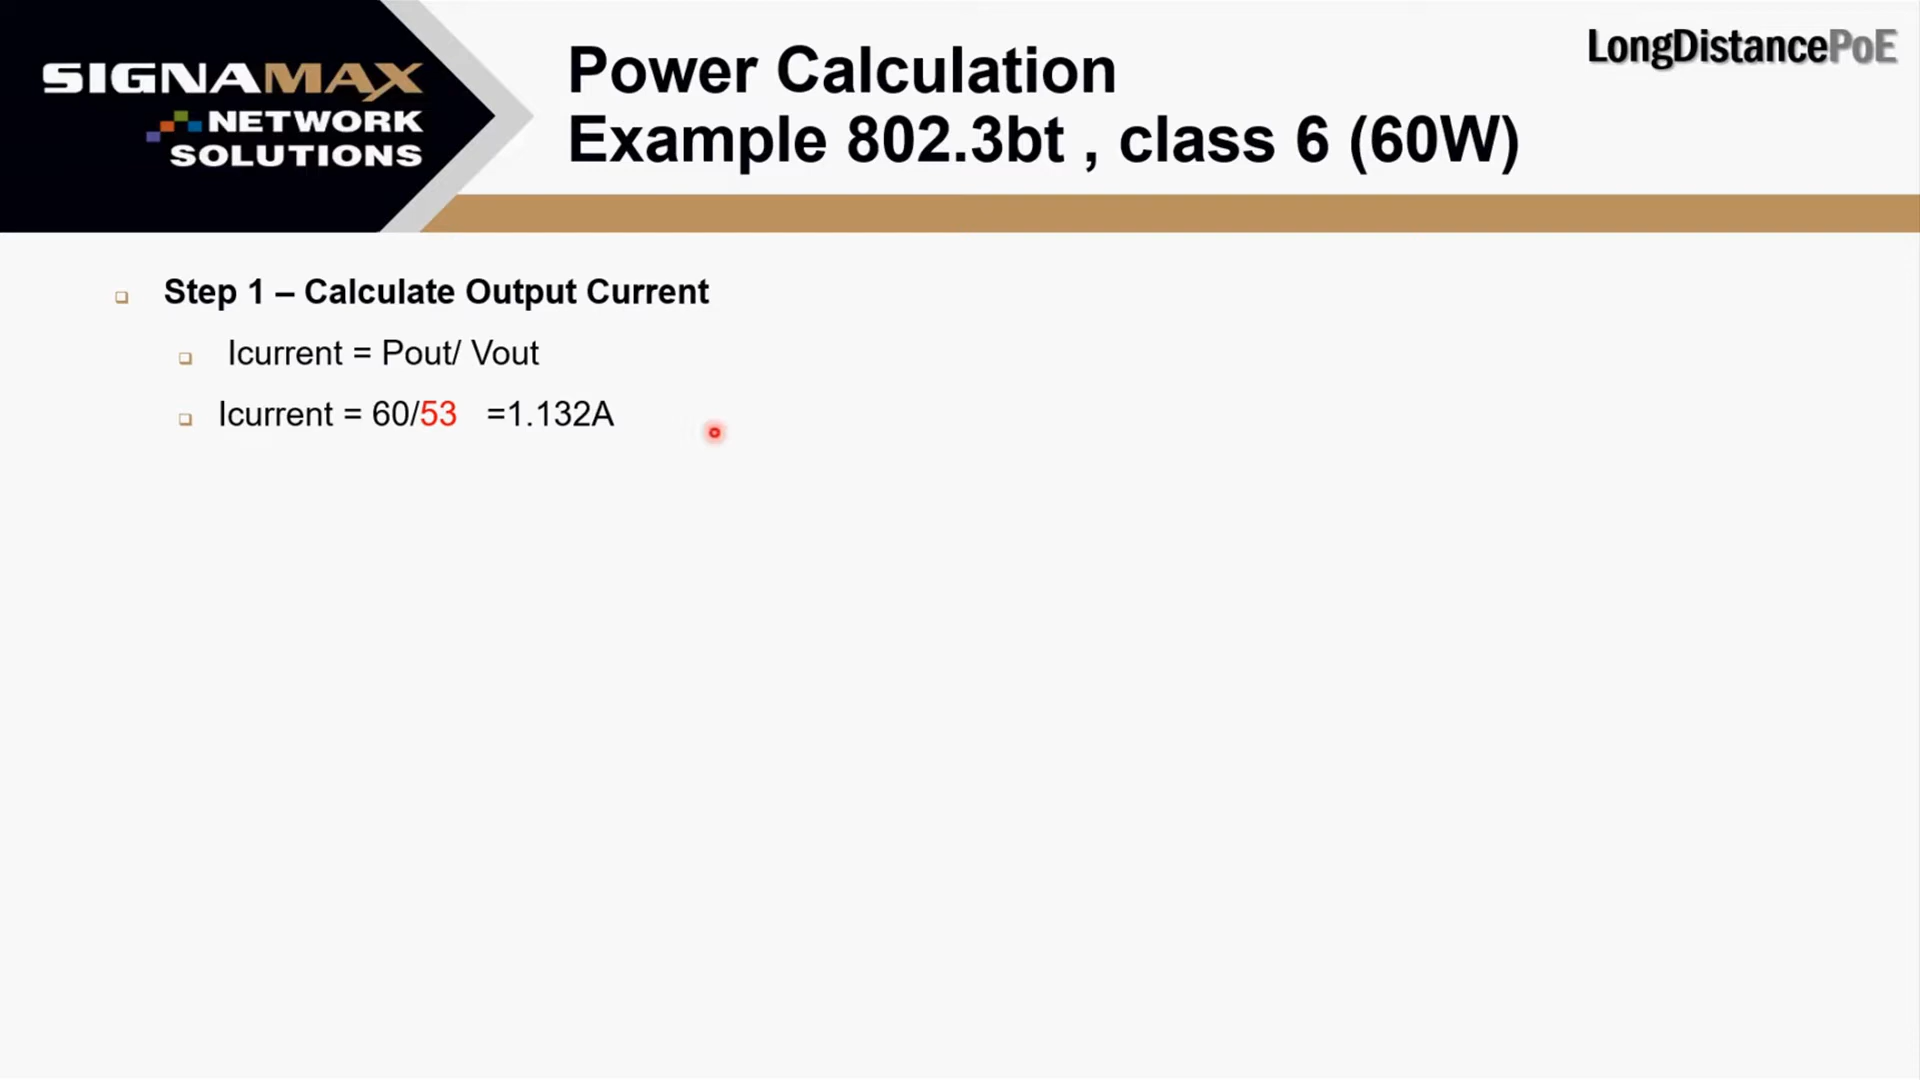 SIGNAMAX
NETWORK
SOLUTIONS
Power Calculation
Example 802.3bt , class 6 (60W)
LongDistancePoE
Step 1 – Calculate Output Current
Icurrent = Pout/ Vout
Icurrent = 60/53 =1.132A